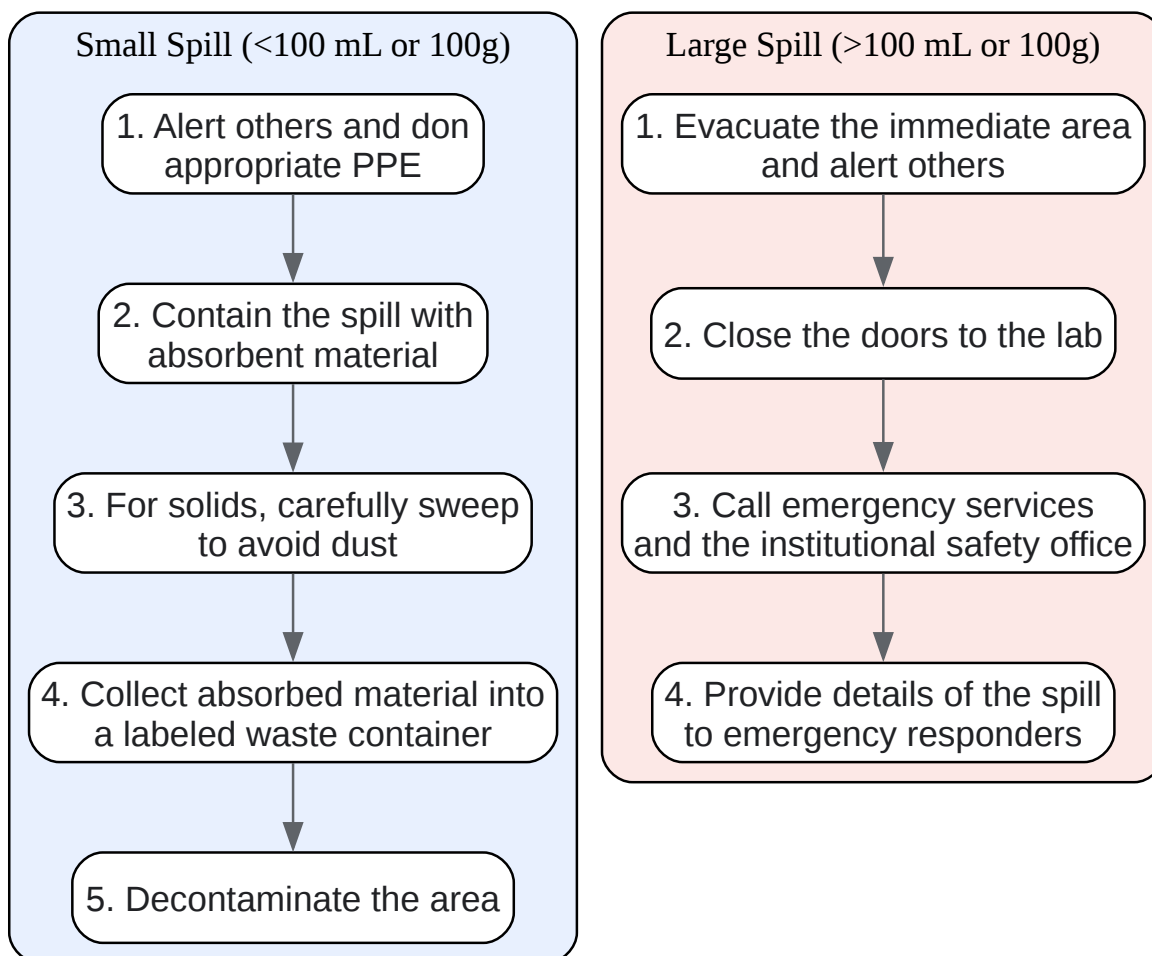 Small Spill (<100 mL or 100g)
1. Alert others and don
appropriate PPE
2. Contain the spill with
absorbent material
3. For solids, carefully sweep
to avoid dust
4. Collect absorbed material into
a labeled waste container
5. Decontaminate the area
Large Spill (>100 mL or 100g)
1. Evacuate the immediate area
and alert others
2. Close the doors to the lab
3. Call emergency services
and the institutional safety office
4. Provide details of the spill
to emergency responders